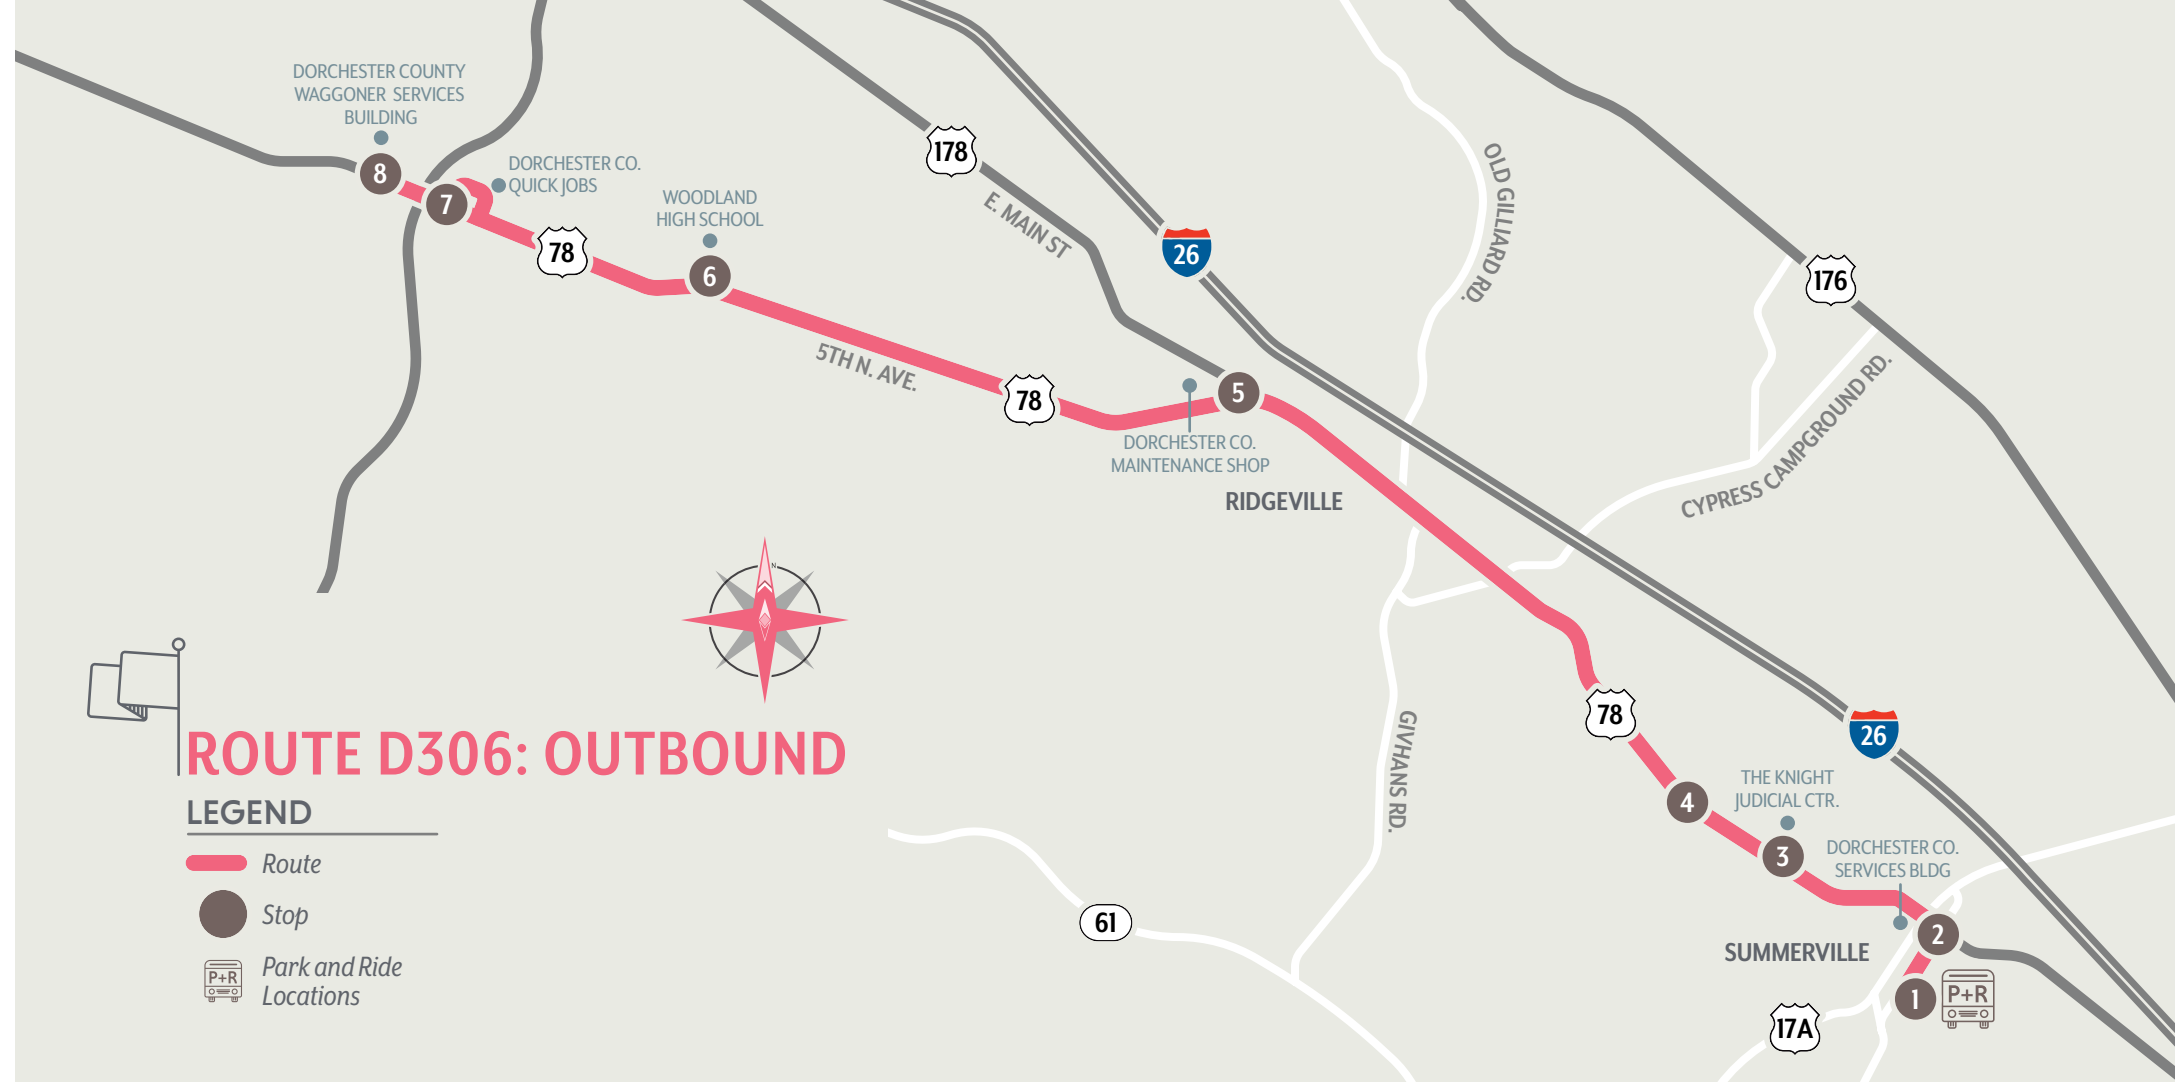 DORCHESTER COUNTY
WAGGONER SERVICES
BUILDING
8
7
DORCHESTER CO.
QUICK JOBS
78
WOODLAND
HIGH SCHOOL
6
5TH N. AVE.
78
178
E. MAIN ST
26
5
DORCHESTER CO.
MAINTENANCE SHOP
RIDGEVILLE
OLD GILLIARD RD.
176
CYPRESS CAMPGROUND RD.
N
78
26
GIVHANS RD.
4
THE KNIGHT
JUDICIAL CTR.
3
DORCHESTER CO.
SERVICES BLDG
2
SUMMERVILLE
1
P+R
17A
61
ROUTE D306: OUTBOUND
LEGEND
Route
Stop
P+R
Park and Ride
Locations